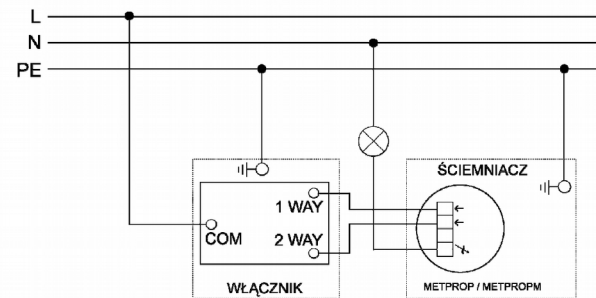 L
N
PE
ŚCIEMNIACZ
1 WAY
COM
2 WAY
WŁĄCZNIK
METPROP / METPROPM